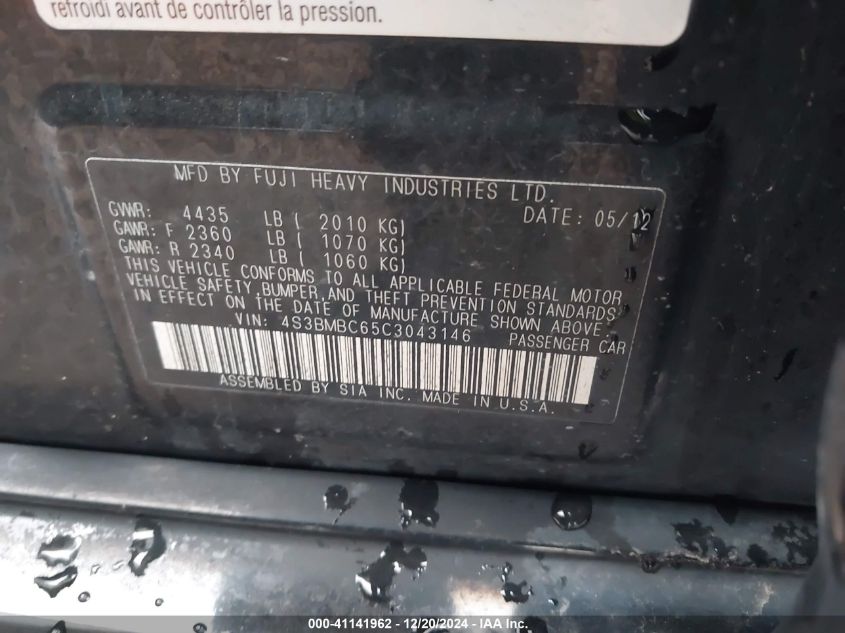 refroidi avant de contrôler la pression.
MFD BY FUJI HEAVY INDUSTRIES LTD.
DATE: 05/12
GVWR: 4435 LB ( 2010 KG)
GAWR: F 2360 LB ( 1070 KG)
GAWR: R 2340 LB ( 1060 KG)
THIS VEHICLE CONFORMS TO ALL APPLICABLE FEDERAL MOTOR
VEHICLE SAFETY,BUMPER,AND THEFT PREVENTION STANDARDS
IN EFFECT ON THE DATE OF MANUFACTURE SHOWN ABOVE.
VIN: 4S3BMBC65C3043146 PASSENGER CAR
ASSEMBLED BY SIA INC. MADE IN U.S.A.
000-41141962 - 12/20/2024 - IAA Inc.